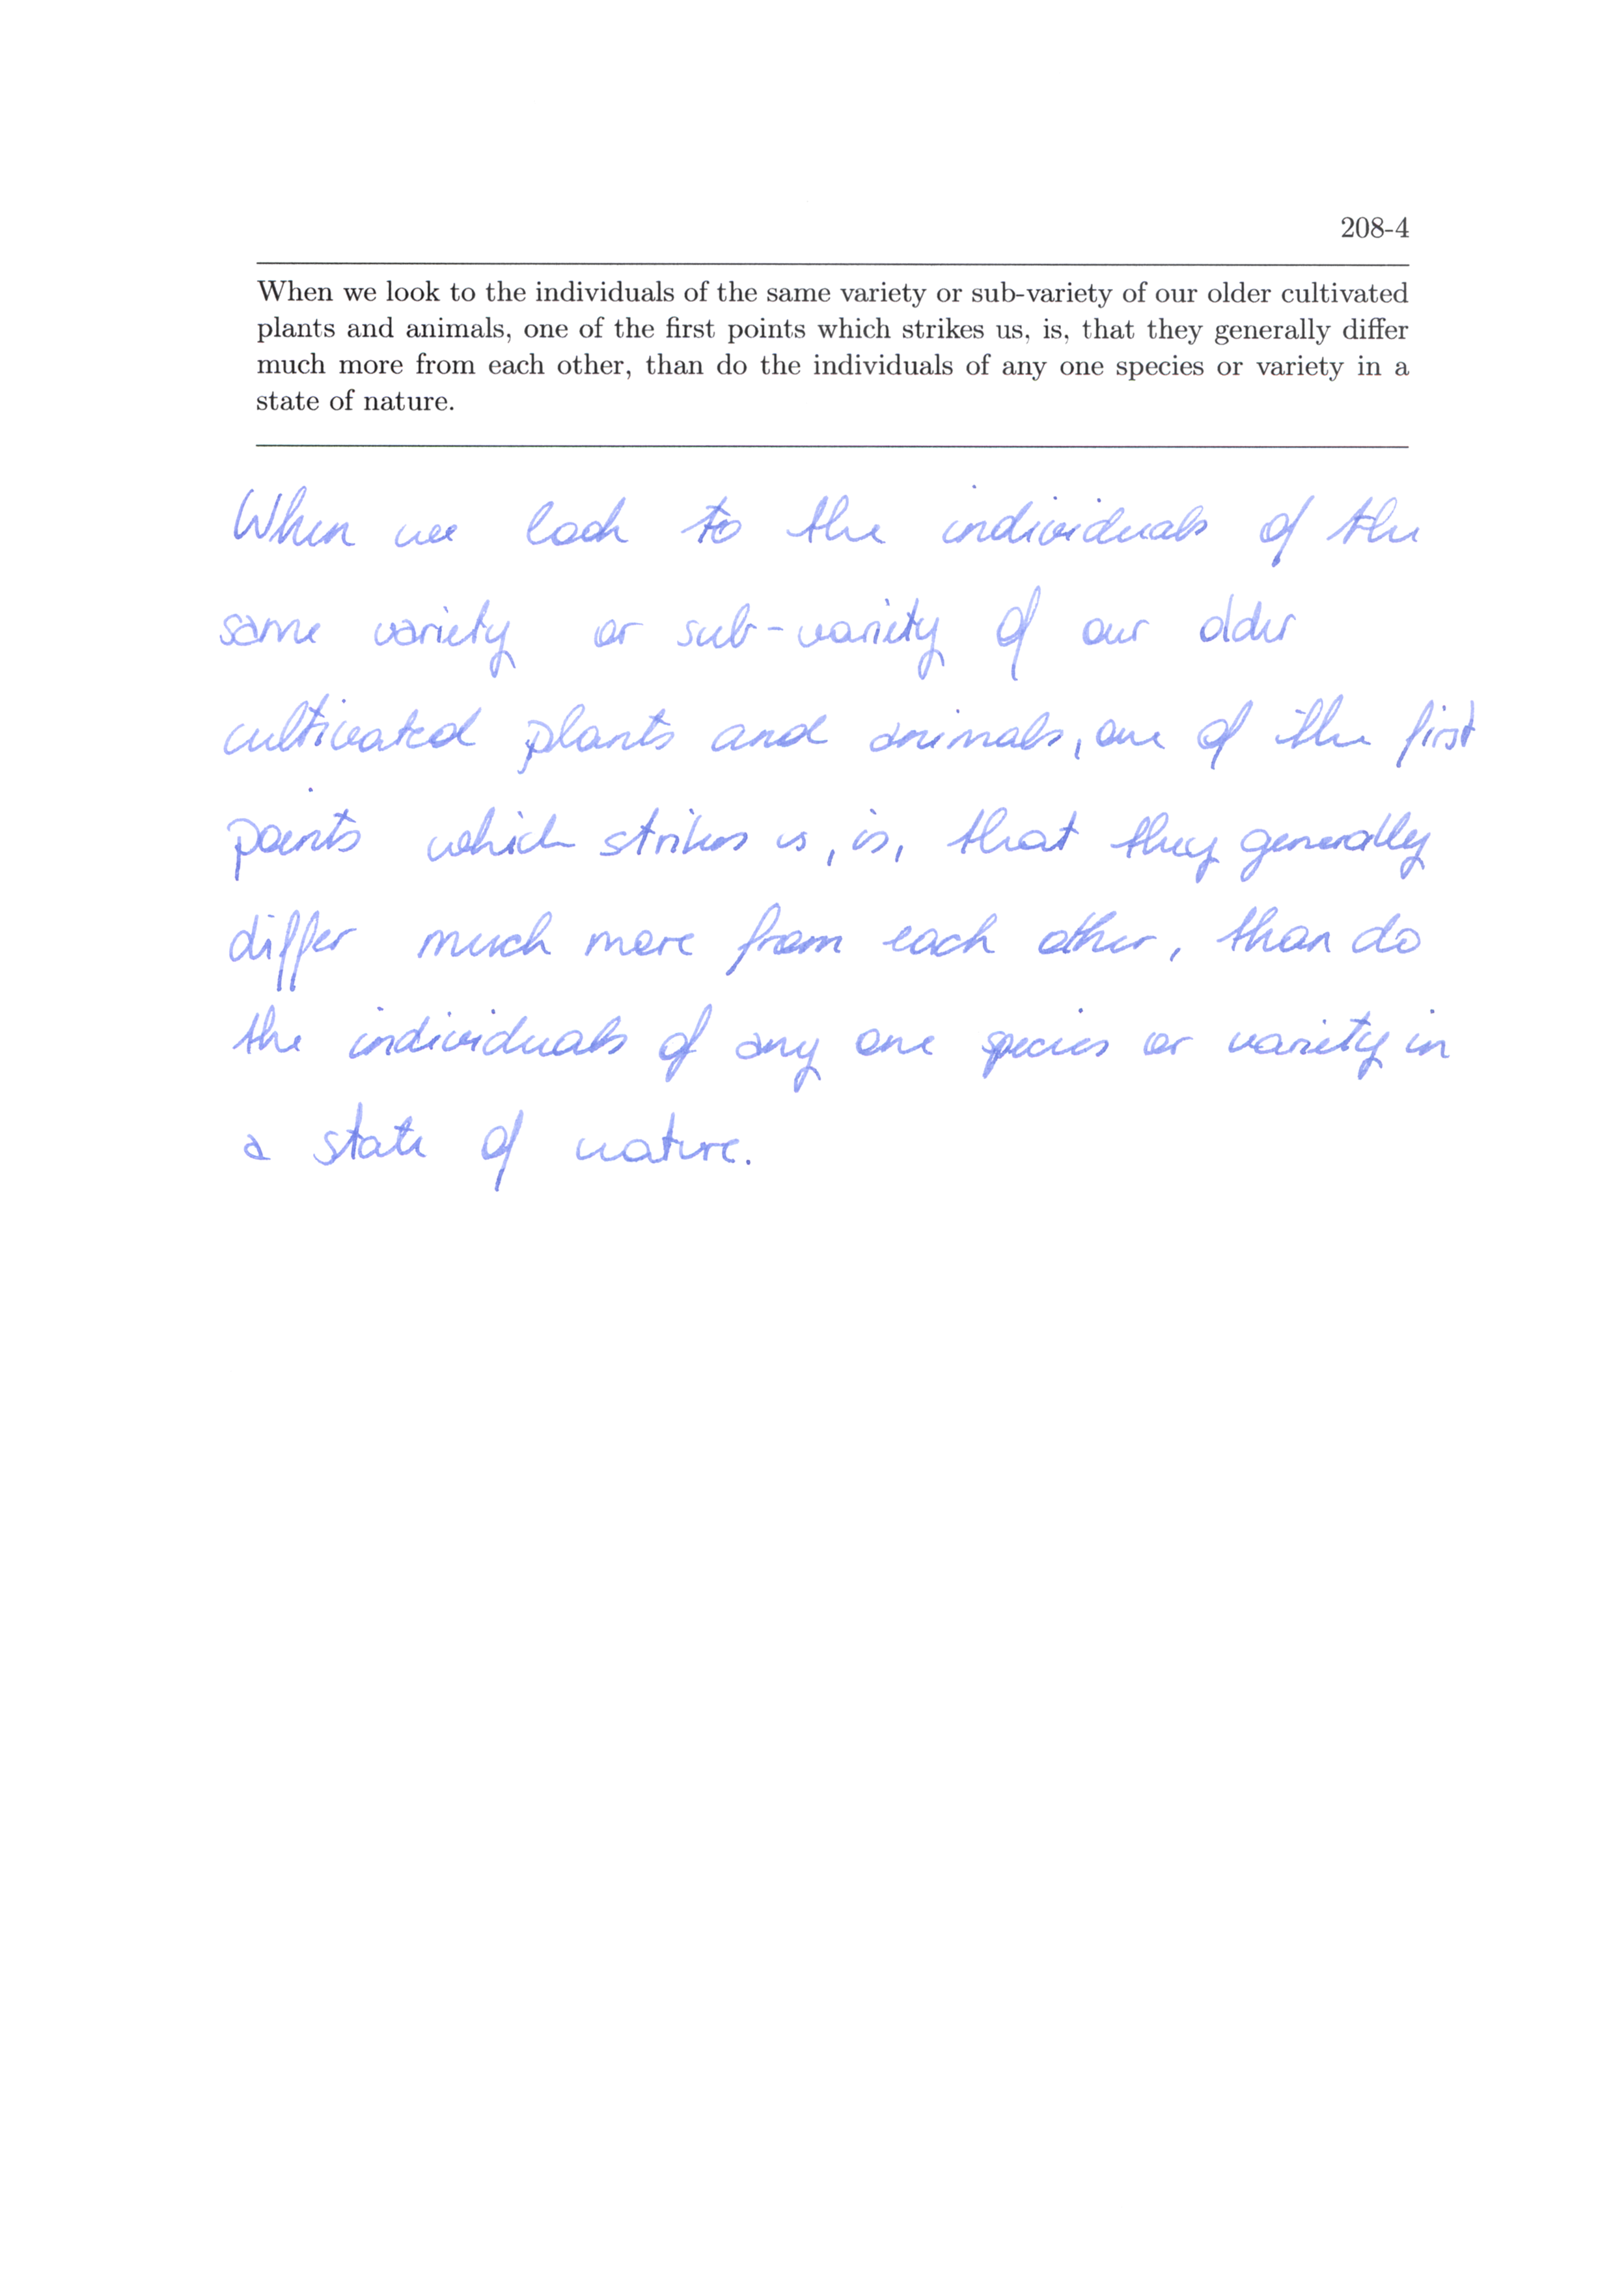 208-4
When we look to the individuals of the same variety or sub-variety of our older cultivated
plants and animals, one of the first points which strikes us, is, that they generally differ
much more from each other, than do the individuals of any one species or variety in a
state of nature.
When we look to the individuals of the
same variety or sub-variety of our older
cultivated plants and animals, one of the first
points which strikes us, is, that they generally
differ much more from each other, than do
the individuals of any one species or variety in
a state of nature.